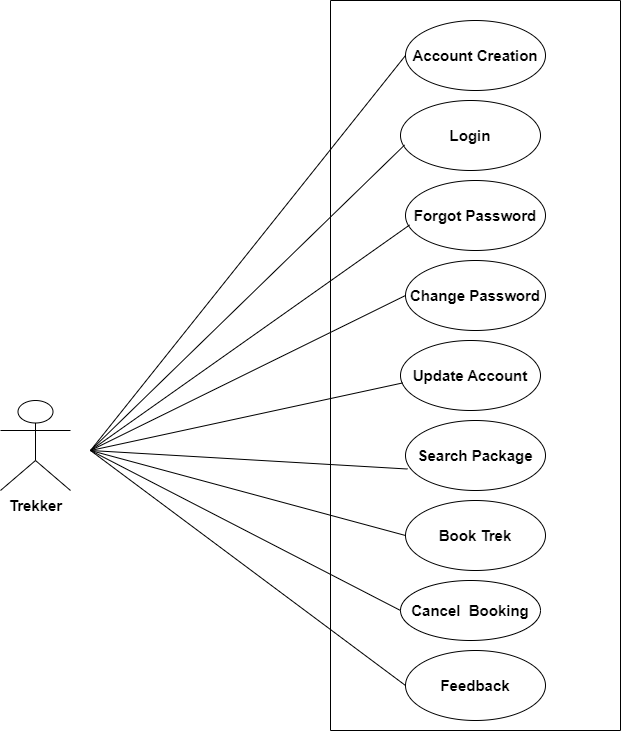 Account Creation
Login
Forgot Password
Change Password
Update Account
Search Package
Trekker
Book Trek
Cancel  Booking
Feedback